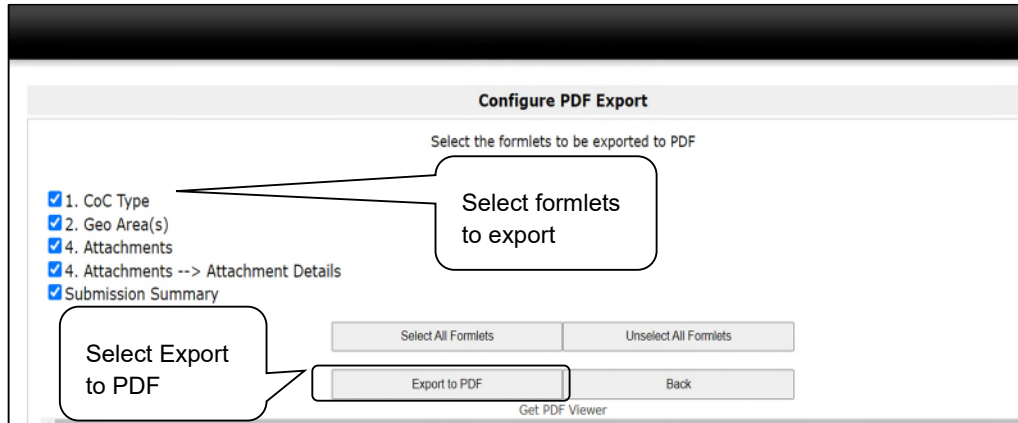 Configure PDF Export
Select the formlets to be exported to PDF
Select formlets
to export
1. CoC Type
2. Geo Area(s)
4. Attachments
4. Attachments --> Attachment Details
Submission Summary
Select Export
to PDF
Select All Formlets
Unselect All Formlets
Export to PDF
Back
Get PDF Viewer